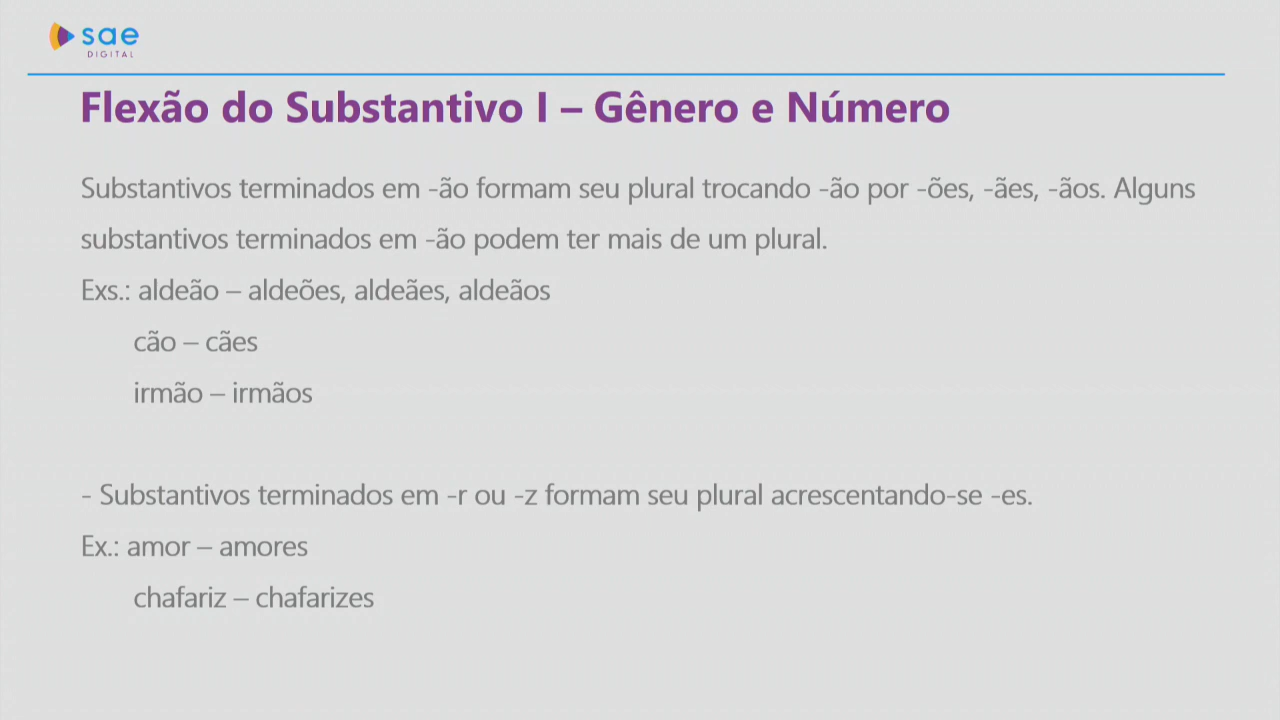 sae
DIGITAL
Flexão do Substantivo I – Gênero e Número
Substantivos terminados em -ão formam seu plural trocando -ão por -ões, -ães, -ãos. Alguns
substantivos terminados em -ão podem ter mais de um plural.
Exs.: aldeão – aldeões, aldeães, aldeãos
cão – cães
irmão – irmãos
- Substantivos terminados em -r ou -z formam seu plural acrescentando-se -es.
Ex.: amor – amores
chafariz – chafarizes